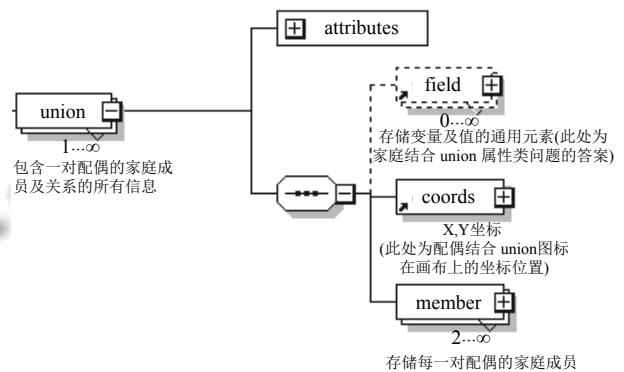 attributes
union
1…∞
包含一对配偶的家庭成
员及关系的所有信息
field
0…∞
存储变量及值的通用元素(此处为
家庭结合 union 属性类问题的答案)
coords
X,Y坐标
(此处为配偶结合 union图标
在画布上的坐标位置)
member
2…∞
存储每一对配偶的家庭成员